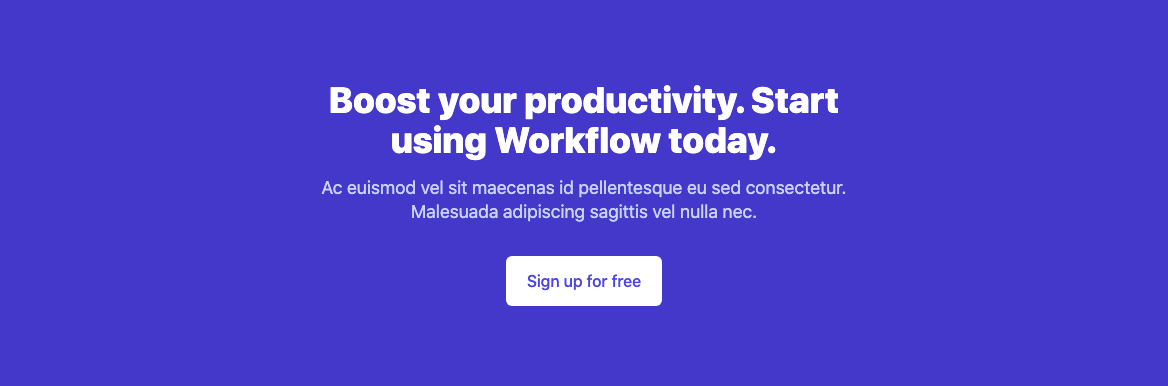 Boost your productivity. Start
using Workflow today.
Ac euismod vel sit maecenas id pellentesque eu sed consectetur.
Malesuada adipiscing sagittis vel nulla nec.
Sign up for free